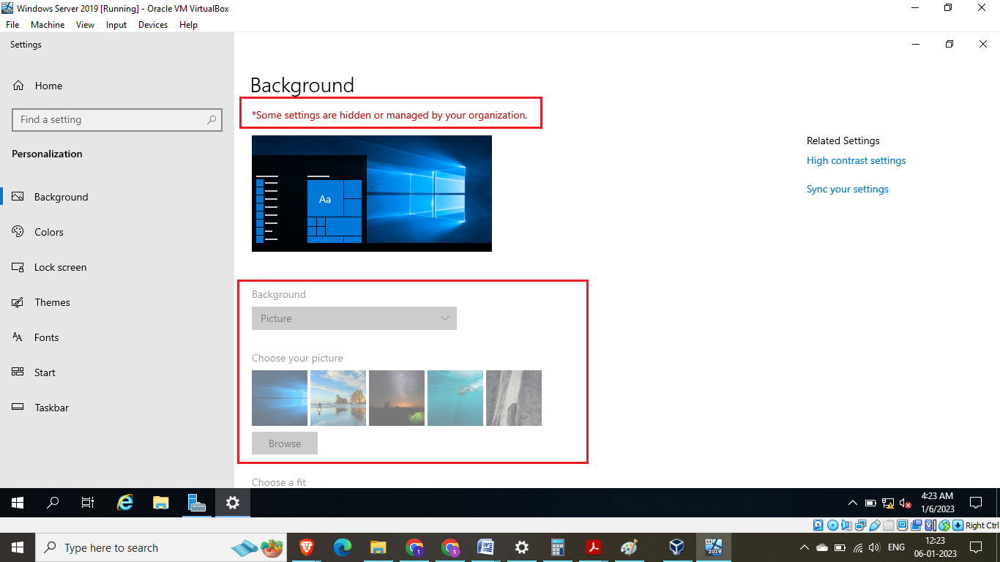 Windows Server 2019 [Running] - Oracle VM VirtualBox
File Machine View Input Devices Help
Settings
Home
Find a setting
Personalization
Background
Colors
Lock screen
Themes
Fonts
Start
Taskbar
Background
*Some settings are hidden or managed by your organization.
Aa
Background
Picture
Choose your picture
Browse
Choose a fit
Related Settings
High contrast settings
Sync your settings
4:23 AM
1/6/2023
Right Ctrl
Type here to search
2019
ENG
12:23
06-01-2023